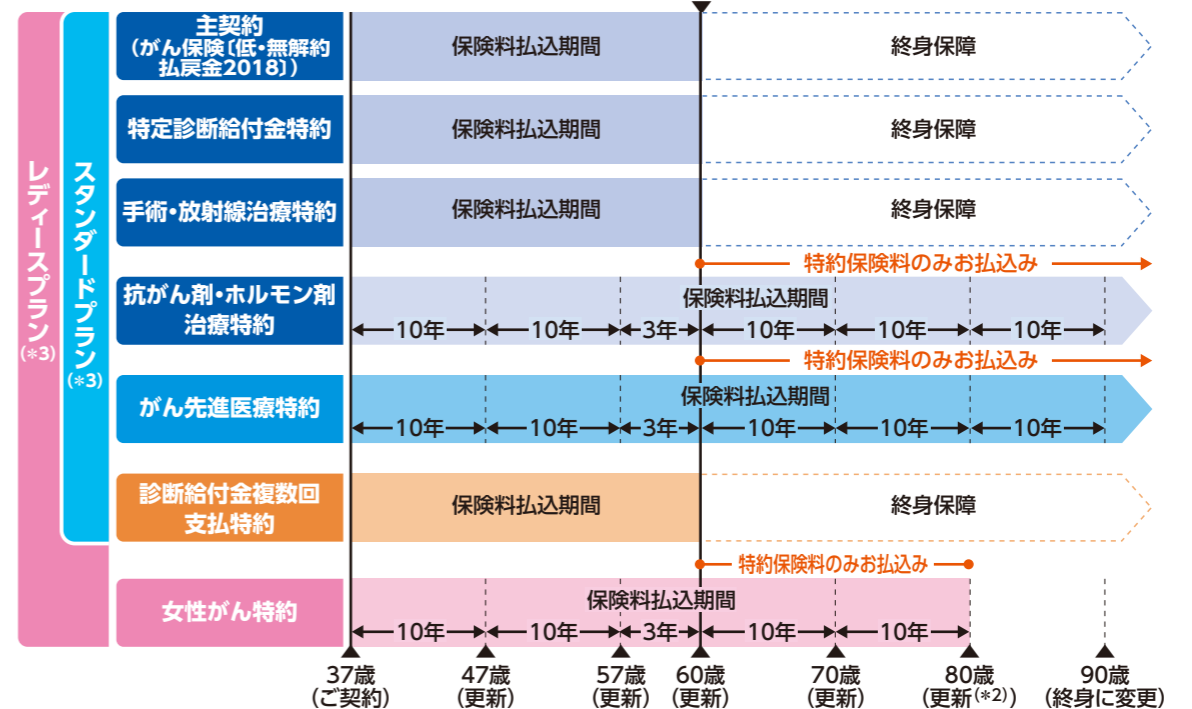 レディースプラン
(*3)
スタンダードプラン
(*3)
主契約
(がん保険〔低・無解約
払戻金2018〕)
保険料払込期間
終身保障
特定診断給付金特約
保険料払込期間
終身保障
手術・放射線治療特約
保険料払込期間
終身保障
特約保険料のみお払込み
抗がん剤・ホルモン剤
治療特約
保険料払込期間
10年 10年 3年 10年 10年 10年
特約保険料のみお払込み
がん先進医療特約
保険料払込期間
10年 10年 3年 10年 10年 10年
診断給付金複数回
支払特約
保険料払込期間
終身保障
特約保険料のみお払込み
女性がん特約
保険料払込期間
10年 10年 3年 10年 10年
37歳 47歳 57歳 60歳 70歳 80歳 90歳
(ご契約) (更新) (更新) (更新) (更新) (更新(*2)) (終身に変更)